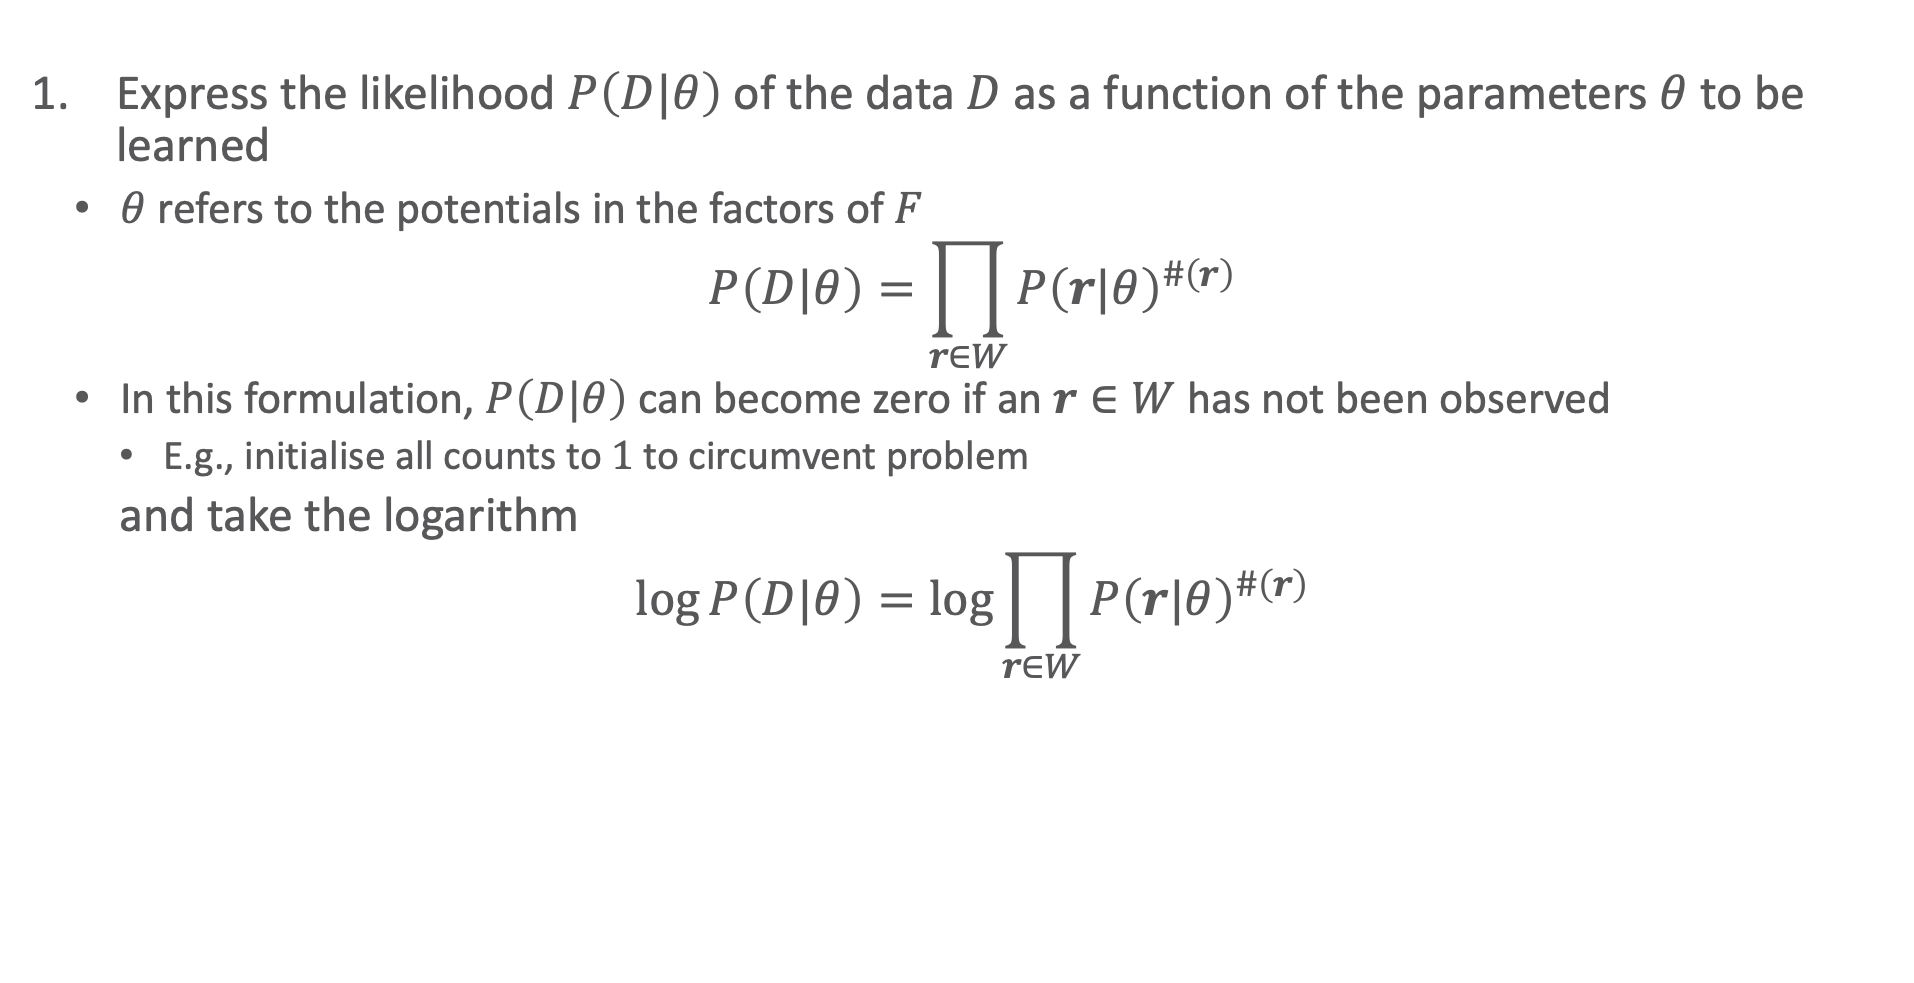 1. Express the likelihood P(D|θ) of the data D as a function of the parameters θ to be
learned
• θ refers to the potentials in the factors of F
P(D|θ) = ∏_{r∈W} P(r|θ)^{#(r)}
• In this formulation, P(D|θ) can become zero if an r ∈ W has not been observed
• E.g., initialise all counts to 1 to circumvent problem
and take the logarithm
log P(D|θ) = log ∏_{r∈W} P(r|θ)^{#(r)}